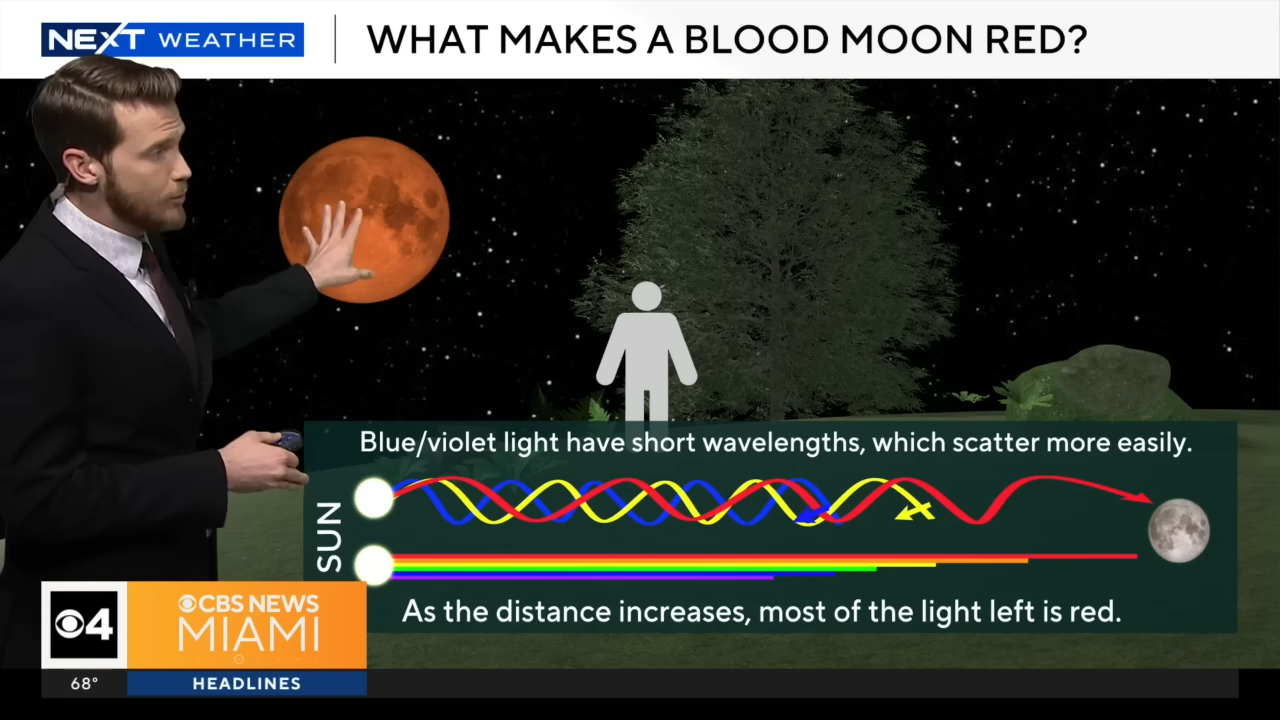 NEXT WEATHER
WHAT MAKES A BLOOD MOON RED?
Blue/violet light have short wavelengths, which scatter more easily.
SUN
As the distance increases, most of the light left is red.
4
CBS NEWS
MIAMI
68°
HEADLINES